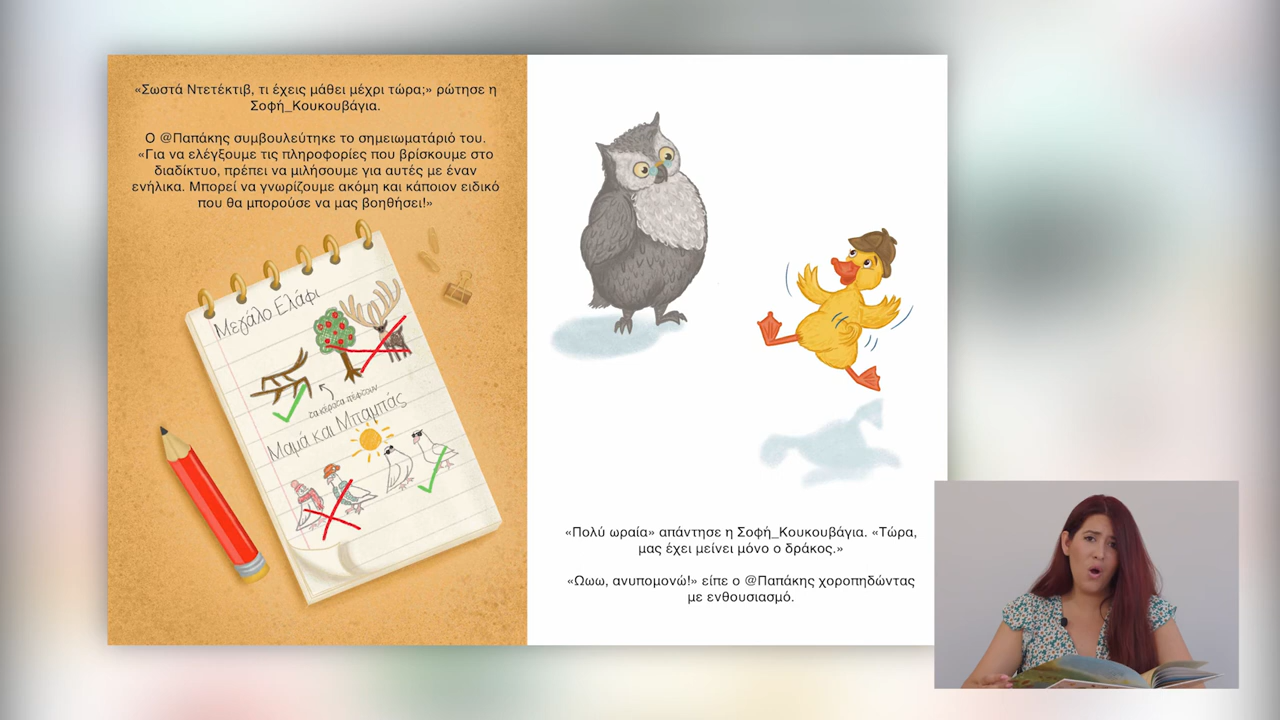 «Σωστά Ντετέκτιβ, τι έχεις μάθει μέχρι τώρα;» ρώτησε η
Σοφή_Κουκουβάγια.
Ο @Παπάκης συμβουλεύτηκε το σημειωματάριό του.
«Για να ελέγξουμε τις πληροφορίες που βρίσκουμε στο
διαδίκτυο, πρέπει να μιλήσουμε για αυτές με έναν
ενήλικα. Μπορεί να γνωρίζουμε ακόμη και κάποιον ειδικό
που θα μπορούσε να μας βοηθήσει!»
Μεγάλο Ελάφι
τα κέρατα πέφτουν
Μαμά και Μπαμπάς
«Πολύ ωραία» απάντησε η Σοφή_Κουκουβάγια. «Τώρα,
μας έχει μείνει μόνο ο δράκος.»
«Ωωω, ανυπομονώ!» είπε ο @Παπάκης χοροπηδώντας
με ενθουσιασμό.